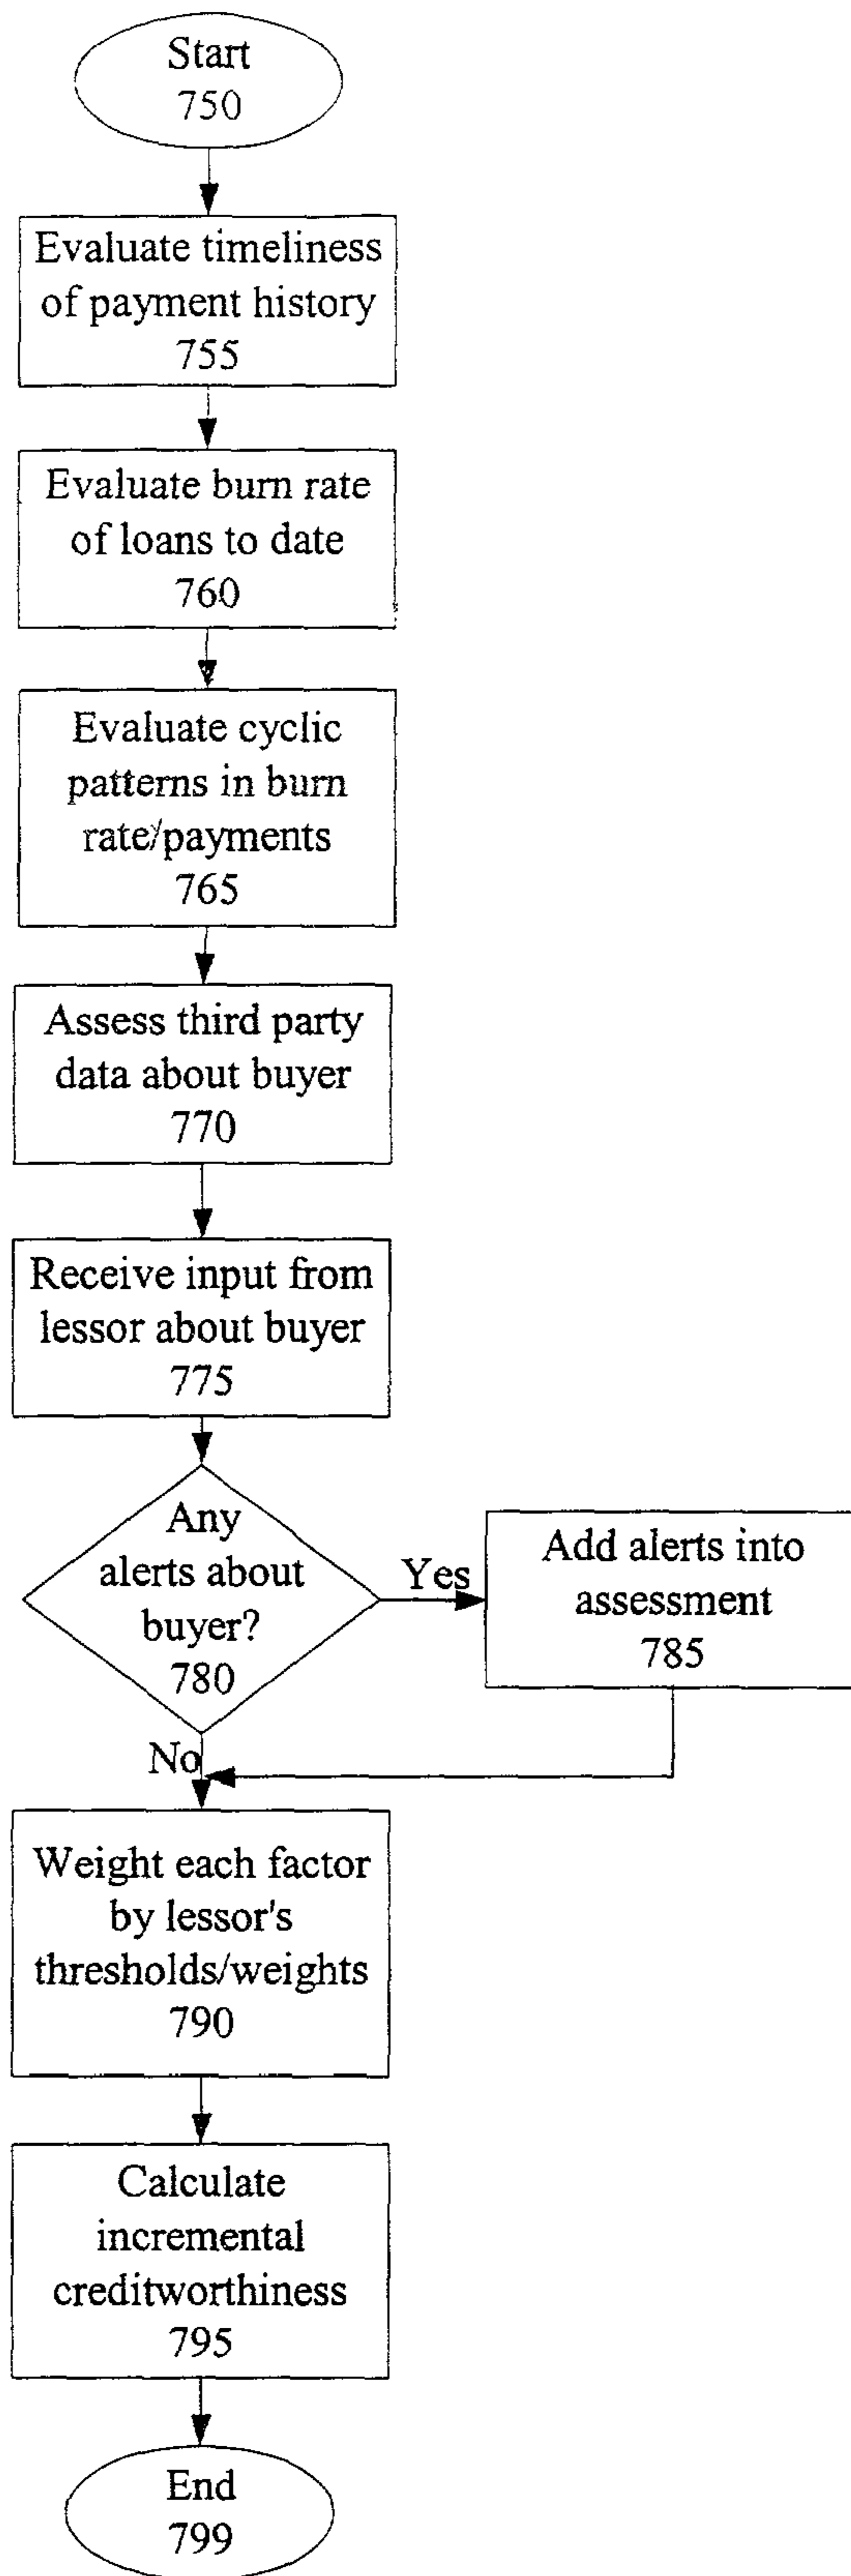 Start
750
Evaluate timeliness
of payment history
755
Evaluate burn rate
of loans to date
760
Evaluate cyclic
patterns in burn
rate/payments
765
Assess third party
data about buyer
770
Receive input from
lessor about buyer
775
Any
alerts about
buyer?
780
Yes
Add alerts into
assessment
785
No
Weight each factor
by lessor's
thresholds/weights
790
Calculate
incremental
creditworthiness
795
End
799